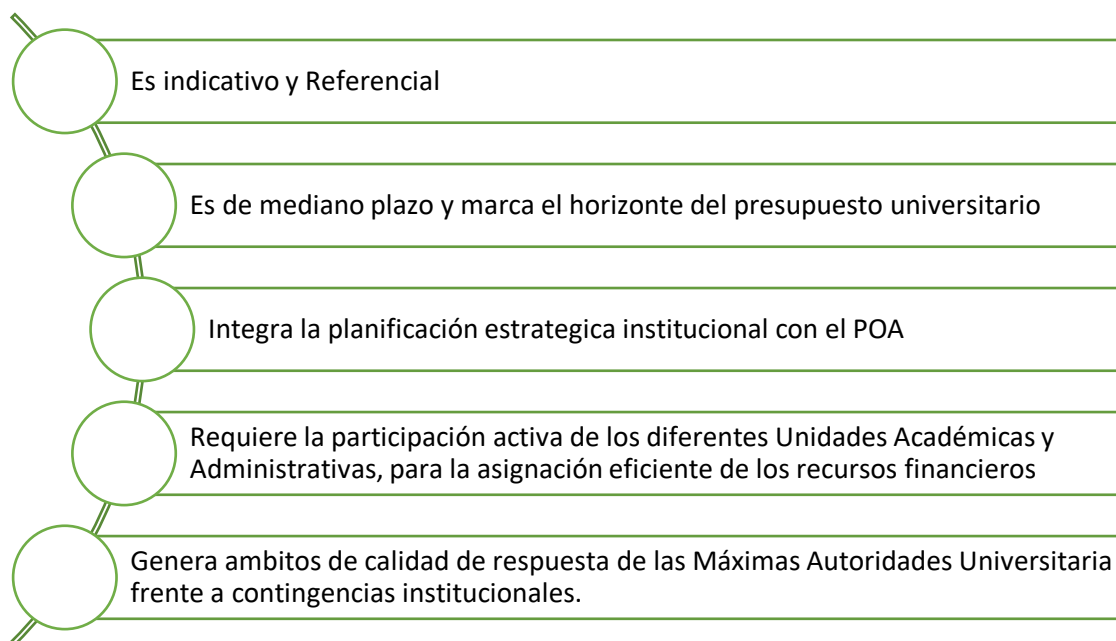 Es indicativo y Referencial
Es de mediano plazo y marca el horizonte del presupuesto universitario
Integra la planificación estrategica institucional con el POA
Requiere la participación activa de los diferentes Unidades Académicas y
Administrativas, para la asignación eficiente de los recursos financieros
Genera ambitos de calidad de respuesta de las Máximas Autoridades Universitaria
frente a contingencias institucionales.